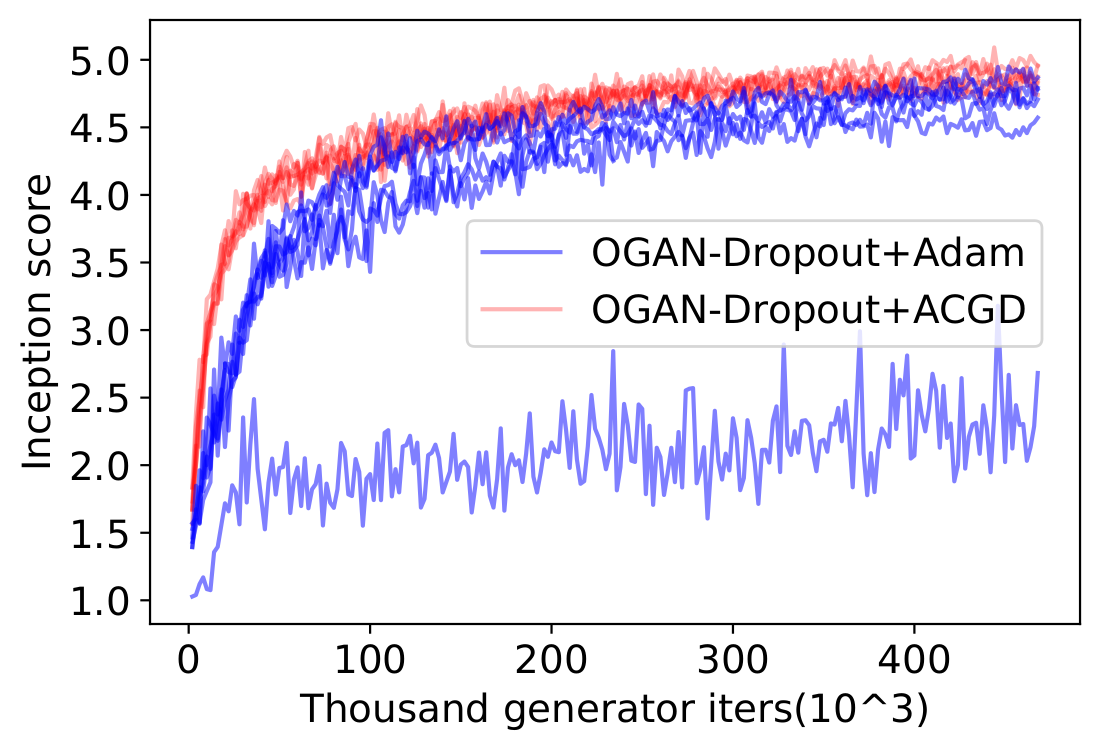 Inception score
5.0
4.5
4.0
3.5
3.0
2.5
2.0
1.5
1.0
OGAN-Dropout+Adam
OGAN-Dropout+ACGD
0 100 200 300 400
Thousand generator iters(10^3)